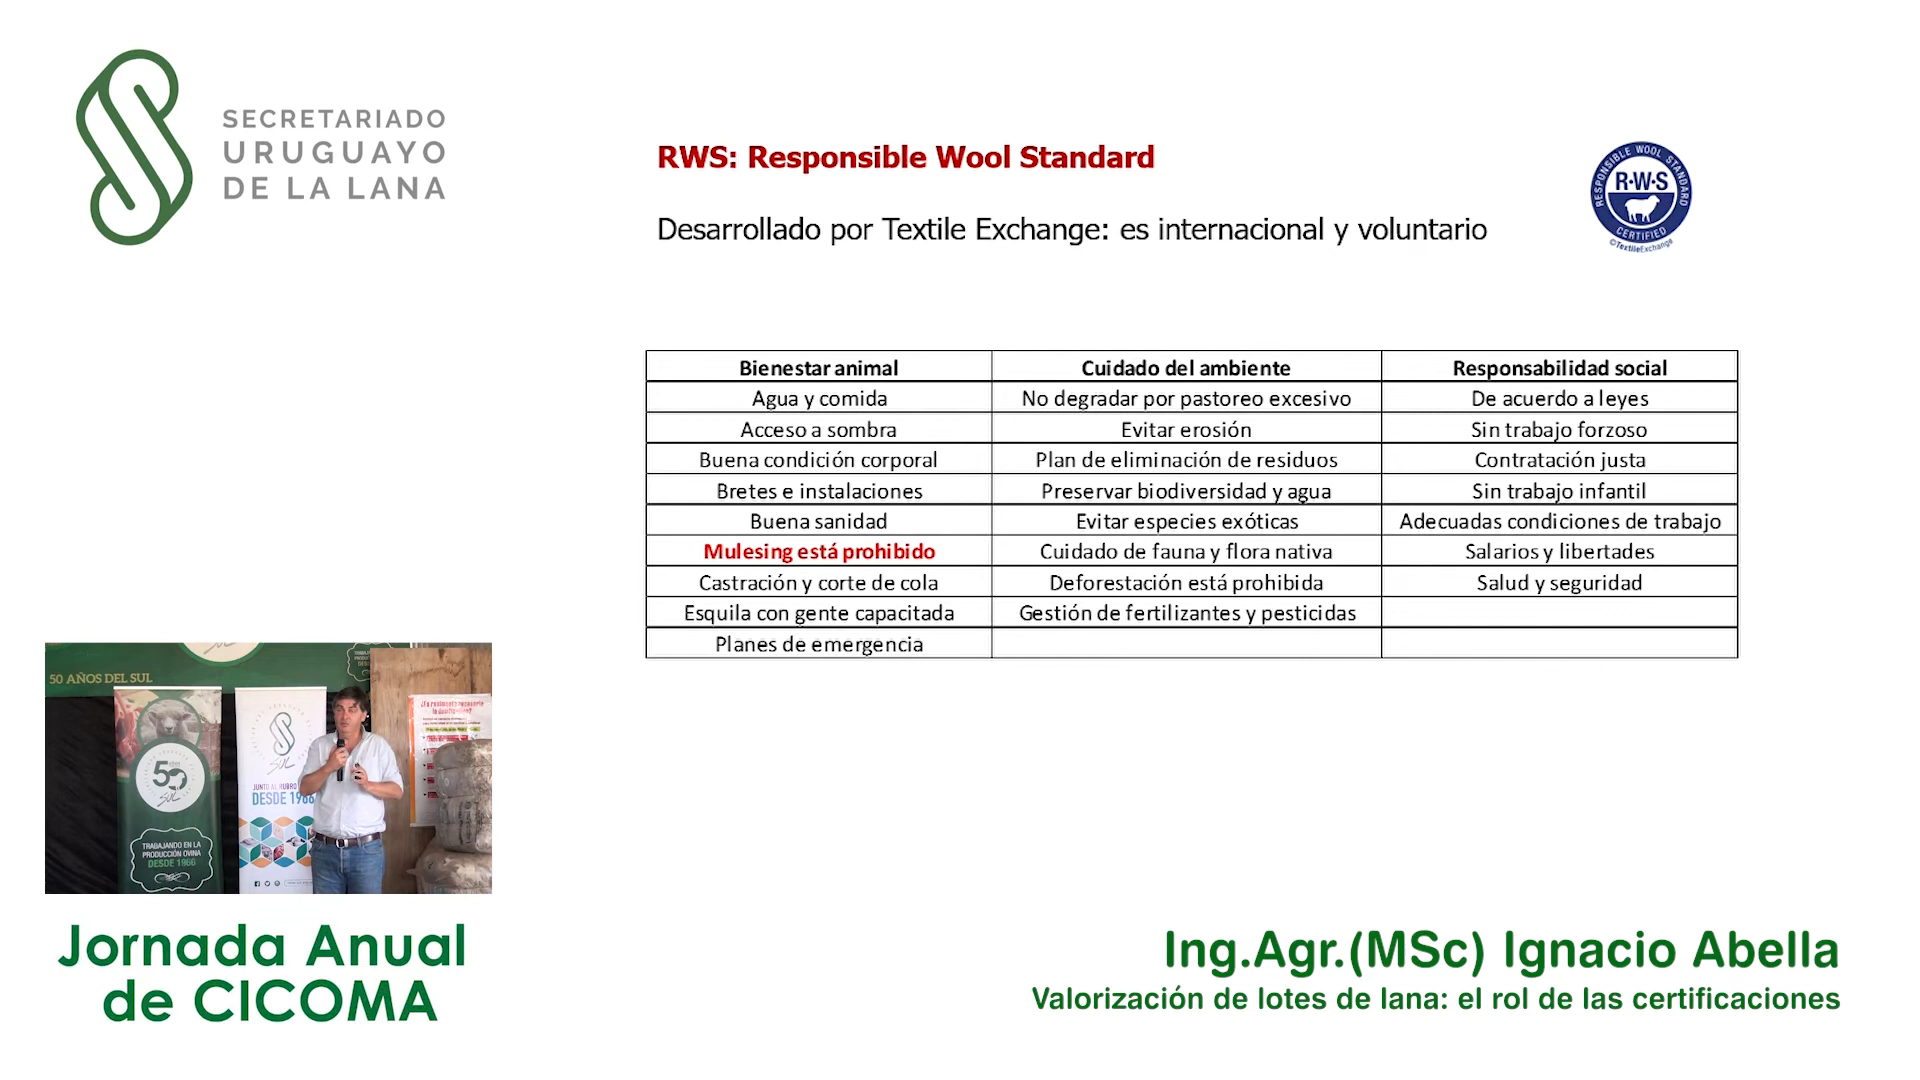 SECRETARIADO
URUGUAYO
DE LA LANA
RWS: Responsible Wool Standard
Desarrollado por Textile Exchange: es internacional y voluntario
RESPONSIBLE WOOL STANDARD
R·W·S
CERTIFIED
©TextileExchange
Bienestar animal Cuidado del ambiente Responsabilidad social
Agua y comida No degradar por pastoreo excesivo De acuerdo a leyes
Acceso a sombra Evitar erosión Sin trabajo forzoso
Buena condición corporal Plan de eliminación de residuos Contratación justa
Bretes e instalaciones Preservar biodiversidad y agua Sin trabajo infantil
Buena sanidad Evitar especies exóticas Adecuadas condiciones de trabajo
Mulesing está prohibido Cuidado de fauna y flora nativa Salarios y libertades
Castración y corte de cola Deforestación está prohibida Salud y seguridad
Esquila con gente capacitada Gestión de fertilizantes y pesticidas
Planes de emergencia
50 AÑOS DEL SUL
50
SUL
TRABAJANDO EN LA
PRODUCCIÓN OVINA
DESDE 1966
SUL
JUNTO AL RUBRO
DESDE 1966
Jornada Anual
de CICOMA
Ing.Agr.(MSc) Ignacio Abella
Valorización de lotes de lana: el rol de las certificaciones